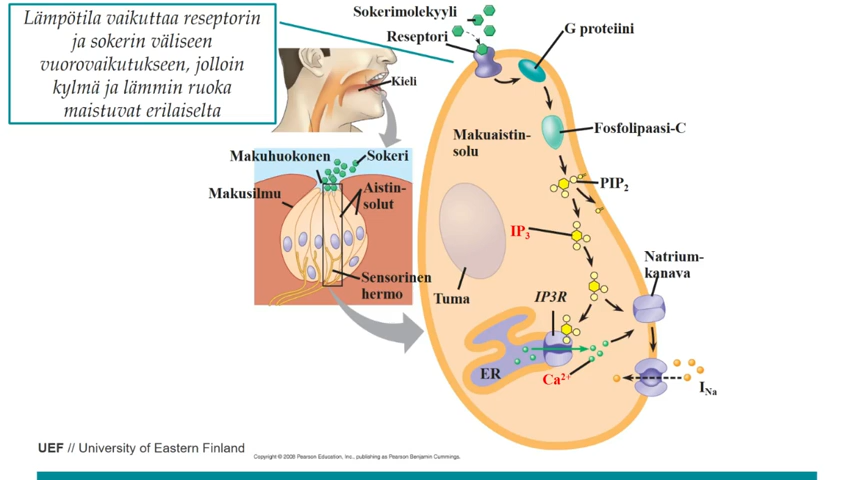 Lämpötila vaikuttaa reseptorin
ja sokerin väliseen
vuorovaikutukseen, jolloin
kylmä ja lämmin ruoka
maistuvat erilaiselta
Sokerimolekyyli
Reseptori
G proteiini
Kieli
Makuaistin-
solu
Fosfolipaasi-C
Makuhuokonen
Sokeri
Makusilmu
Aistin-
solut
PIP₂
IP₃
Natrium-
kanava
Sensorinen
hermo
Tuma
IP3R
ER
Ca²⁺
I_Na
UEF // University of Eastern Finland
Copyright © 2008 Pearson Education, Inc., publishing as Pearson Benjamin Cummings.